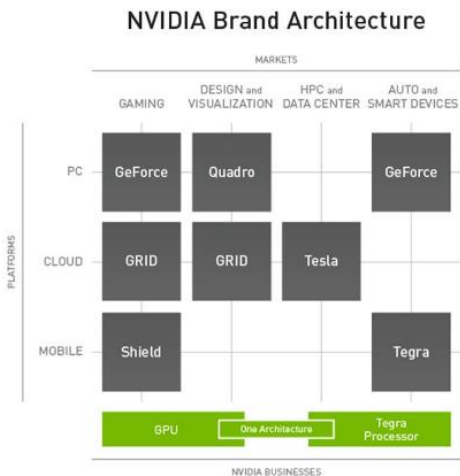 NVIDIA Brand Architecture
MARKETS
GAMING
DESIGN and
VISUALIZATION
HPC and
DATA CENTER
AUTO and
SMART DEVICES
PLATFORMS
PC
GeForce
Quadro
GeForce
CLOUD
GRID
GRID
Tesla
MOBILE
Shield
Tegra
GPU
One Architecture
Tegra
Processor
NVIDIA BUSINESSES